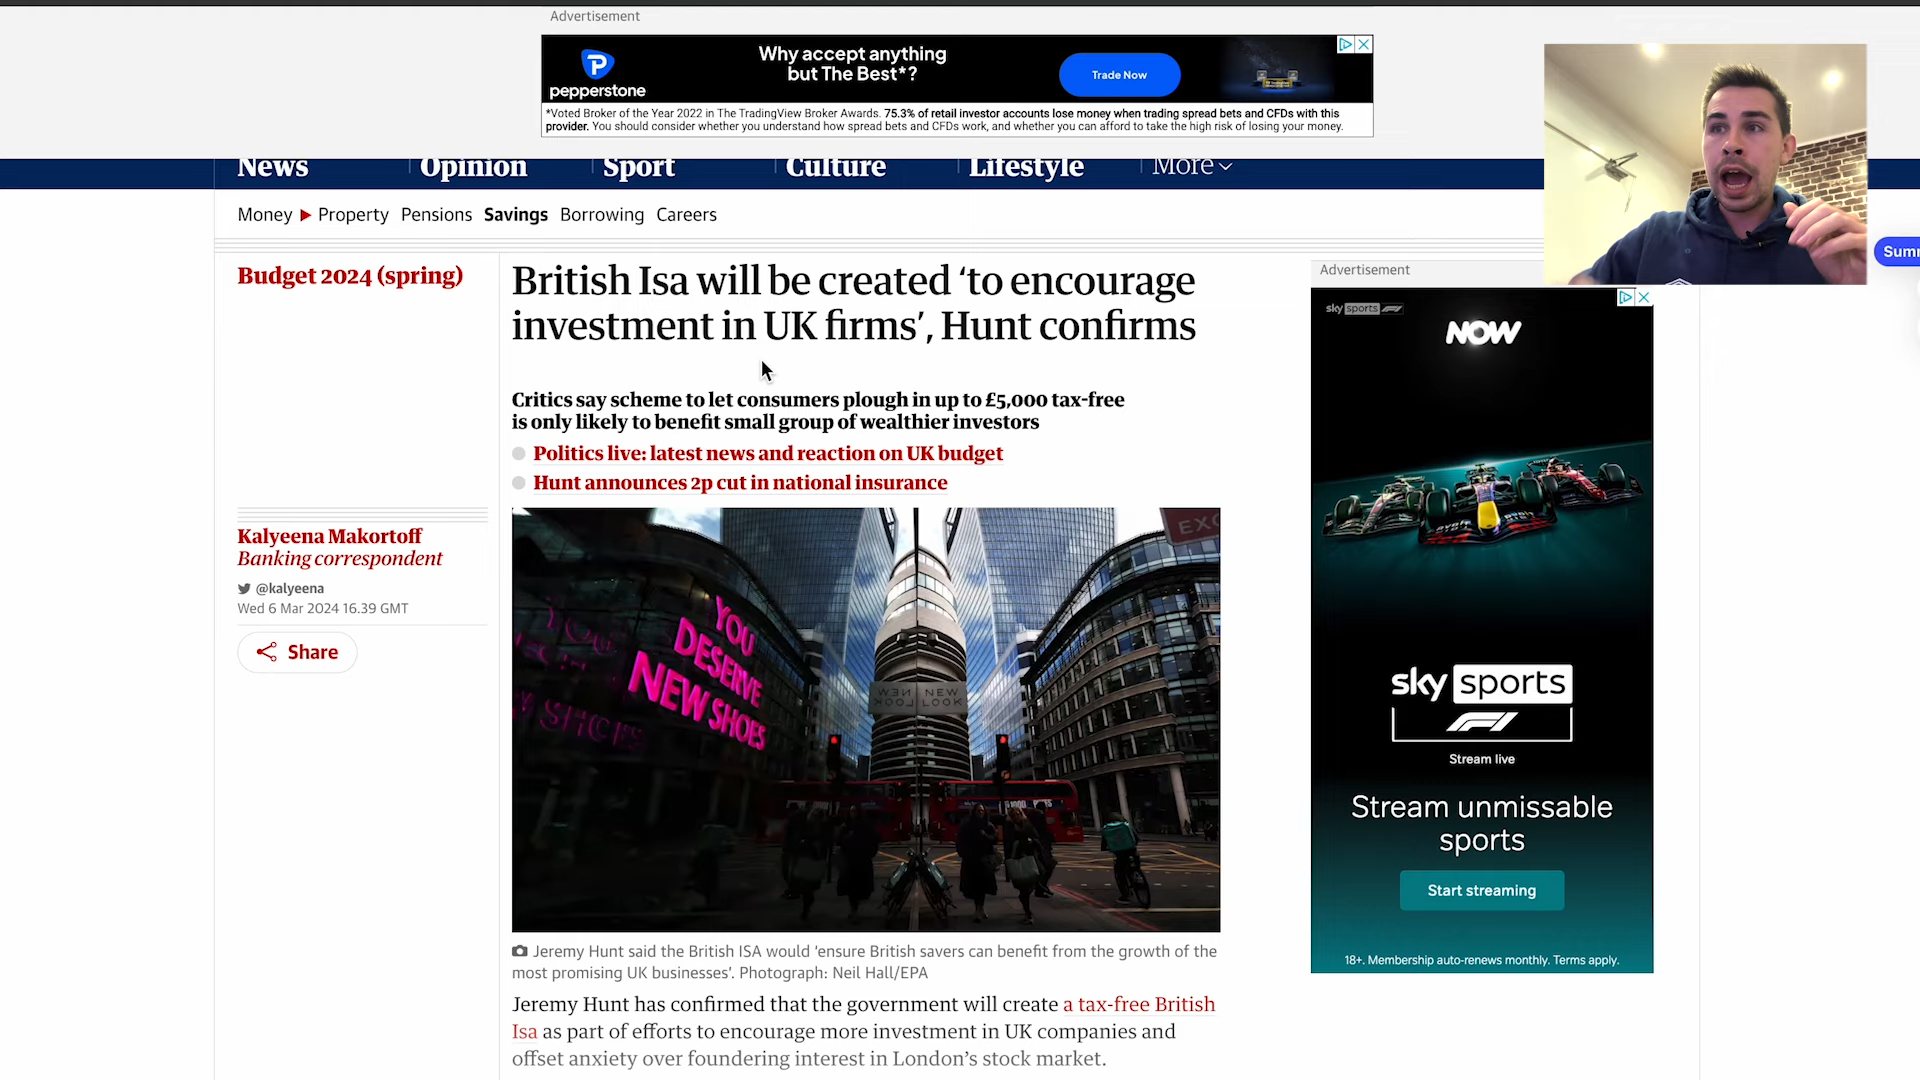 Advertisement
pepperstone
Why accept anything
but The Best*?
Trade Now
*Voted Broker of the Year 2022 in The TradingView Broker Awards. 75.3% of retail investor accounts lose money when trading spread bets and CFDs with this
provider. You should consider whether you understand how spread bets and CFDs work, and whether you can afford to take the high risk of losing your money.
News
Opinion
Sport
Culture
Lifestyle
More
Money
Property
Pensions
Savings
Borrowing
Careers
Summ
Budget 2024 (spring)
British Isa will be created ‘to encourage
investment in UK firms’, Hunt confirms
Critics say scheme to let consumers plough in up to £5,000 tax-free
is only likely to benefit small group of wealthier investors
Politics live: latest news and reaction on UK budget
Hunt announces 2p cut in national insurance
Kalyeena Makortoff
Banking correspondent
@kalyeena
Wed 6 Mar 2024 16.39 GMT
Share
YOU
DESERVE
NEW SHOES
NEW
LOOK
EXC
Jeremy Hunt said the British ISA would ‘ensure British savers can benefit from the growth of the
most promising UK businesses’. Photograph: Neil Hall/EPA
Jeremy Hunt has confirmed that the government will create a tax-free British
Isa as part of efforts to encourage more investment in UK companies and
offset anxiety over foundering interest in London’s stock market.
Advertisement
sky sports F1
NOW
sky sports
F1
Stream live
Stream unmissable
sports
Start streaming
18+. Membership auto-renews monthly. Terms apply.